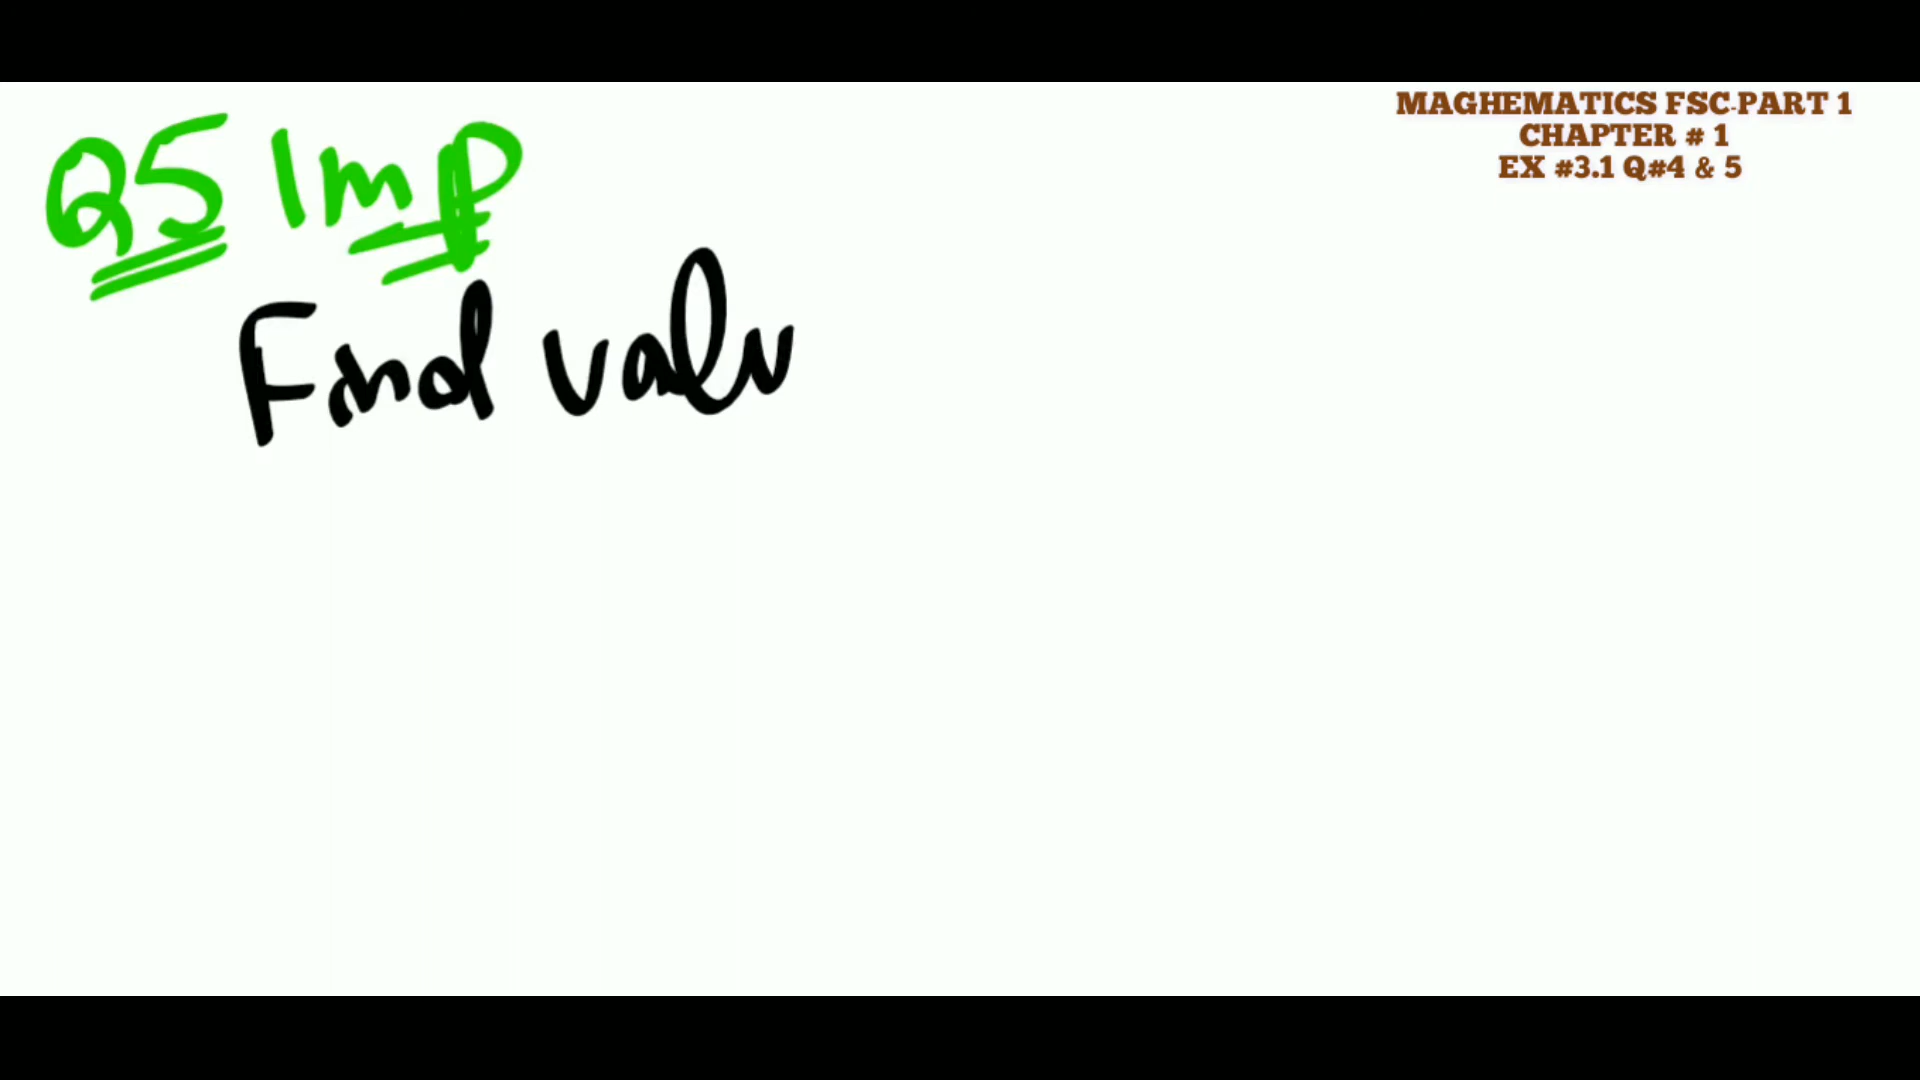 Q5 Imp
MAGHEMATICS FSC-PART 1
CHAPTER # 1
EX #3.1 Q#4 & 5
Find valu